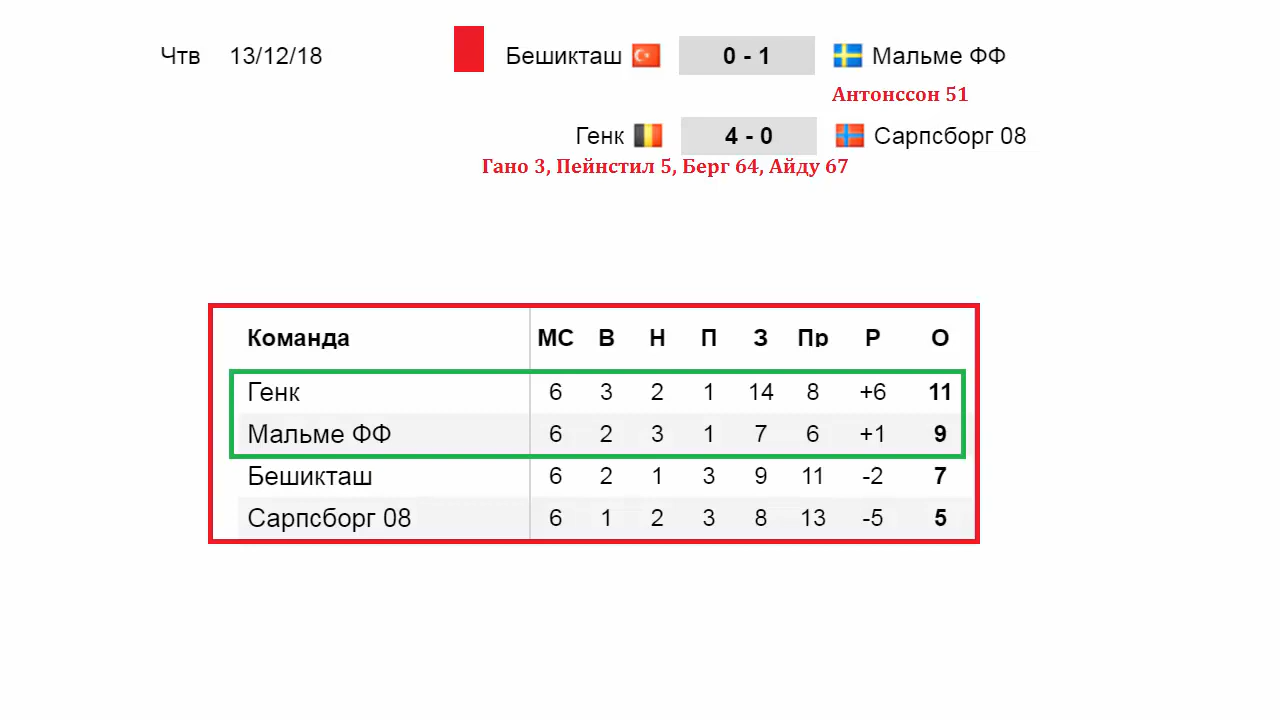 Чтв 13/12/18 Бешикташ 0 - 1 Мальме ФФ
Антонссон 51
Генк 4 - 0 Сарпсборг 08
Гано 3, Пейнстил 5, Берг 64, Айду 67
Команда МС В Н П З Пр Р О
Генк 6 3 2 1 14 8 +6 11
Мальме ФФ 6 2 3 1 7 6 +1 9
Бешикташ 6 2 1 3 9 11 -2 7
Сарпсборг 08 6 1 2 3 8 13 -5 5